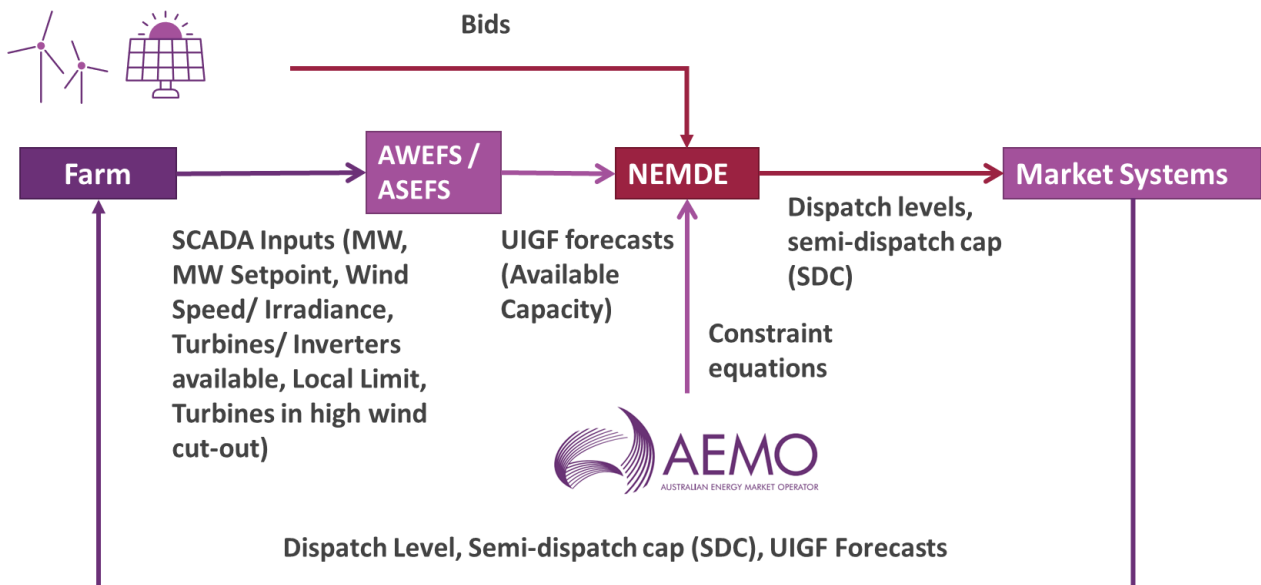 Bids
Farm
AWEFS /
ASEFS
NEMDE
Market Systems
SCADA Inputs (MW,
MW Setpoint, Wind
Speed/ Irradiance,
Turbines/ Inverters
available, Local Limit,
Turbines in high wind
cut-out)
UIGF forecasts
(Available
Capacity)
Dispatch levels,
semi-dispatch cap
(SDC)
Constraint
equations
AEMO
AUSTRALIAN ENERGY MARKET OPERATOR
Dispatch Level, Semi-dispatch cap (SDC), UIGF Forecasts